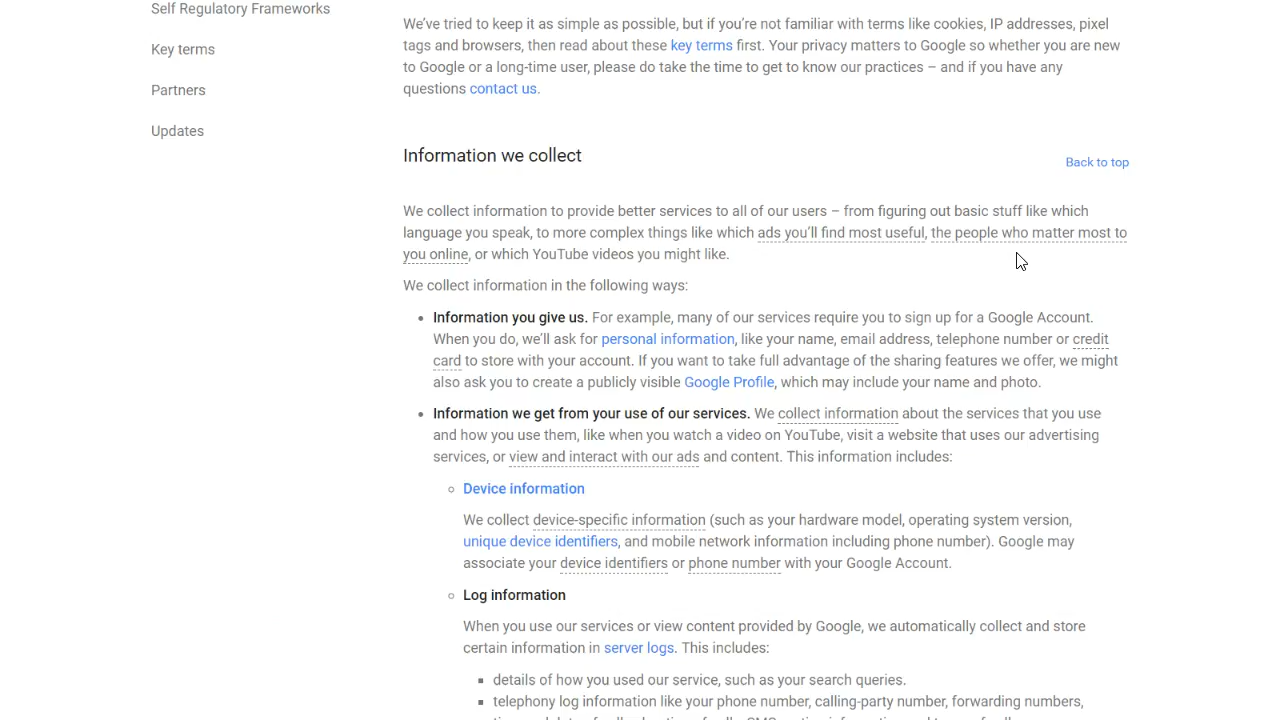 Self Regulatory Frameworks
Key terms
Partners
Updates
We've tried to keep it as simple as possible, but if you're not familiar with terms like cookies, IP addresses, pixel
tags and browsers, then read about these key terms first. Your privacy matters to Google so whether you are new
to Google or a long-time user, please do take the time to get to know our practices – and if you have any
questions contact us.
Information we collect
Back to top
We collect information to provide better services to all of our users – from figuring out basic stuff like which
language you speak, to more complex things like which ads you'll find most useful, the people who matter most to
you online, or which YouTube videos you might like.
We collect information in the following ways:
• Information you give us. For example, many of our services require you to sign up for a Google Account.
When you do, we'll ask for personal information, like your name, email address, telephone number or credit
card to store with your account. If you want to take full advantage of the sharing features we offer, we might
also ask you to create a publicly visible Google Profile, which may include your name and photo.
• Information we get from your use of our services. We collect information about the services that you use
and how you use them, like when you watch a video on YouTube, visit a website that uses our advertising
services, or view and interact with our ads and content. This information includes:
◦ Device information
We collect device-specific information (such as your hardware model, operating system version,
unique device identifiers, and mobile network information including phone number). Google may
associate your device identifiers or phone number with your Google Account.
◦ Log information
When you use our services or view content provided by Google, we automatically collect and store
certain information in server logs. This includes:
▪ details of how you used our service, such as your search queries.
▪ telephony log information like your phone number, calling-party number, forwarding numbers,